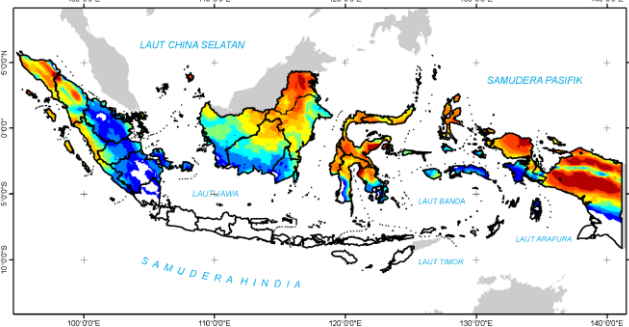 LAUT CHINA SELATAN
SAMUDERA PASIFIK
5°0'0"N
0°0'0"
5°0'0"S
10°0'0"S
LAUT JAWA
LAUT BANDA
LAUT ARAFURA
LAUT TIMOR
SAMUDERA HINDIA
100°0'0"E
110°0'0"E
120°0'0"E
130°0'0"E
140°0'0"E